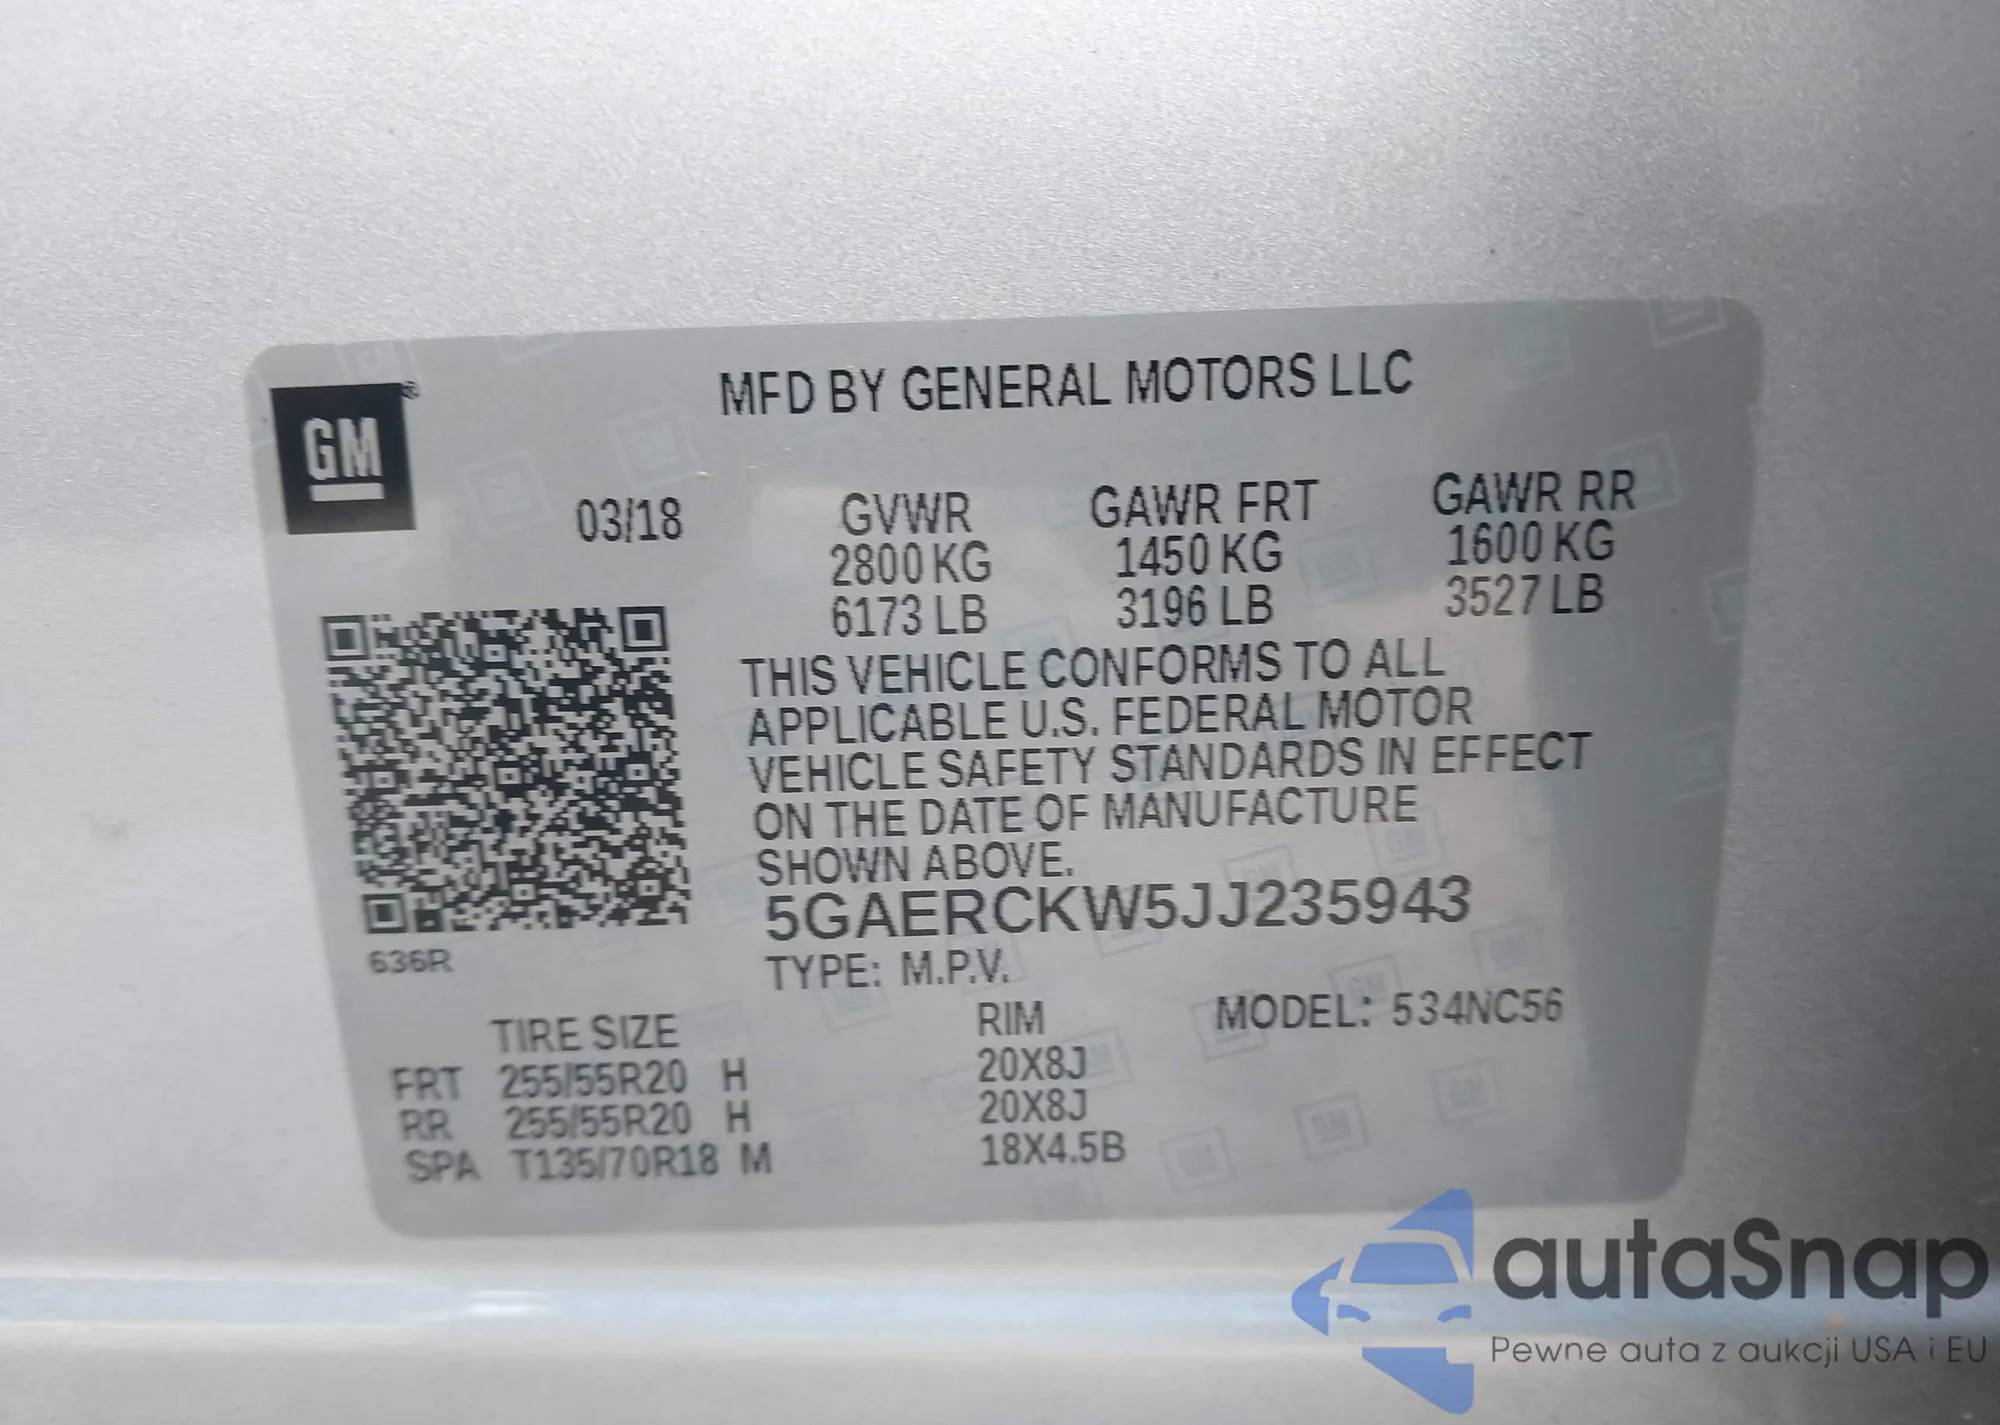 MFD BY GENERAL MOTORS LLC
GM®
03/18 GVWR GAWR FRT GAWR RR
2800 KG 1450 KG 1600 KG
6173 LB 3196 LB 3527 LB
THIS VEHICLE CONFORMS TO ALL
APPLICABLE U.S. FEDERAL MOTOR
VEHICLE SAFETY STANDARDS IN EFFECT
ON THE DATE OF MANUFACTURE
SHOWN ABOVE.
5GAERCKW5JJ235943
636R
TYPE: M.P.V.
TIRE SIZE RIM MODEL: 534NC56
FRT 255/55R20 H 20X8J
RR 255/55R20 H 20X8J
SPA T135/70R18 M 18X4.5B
autaSnap
Pewne auta z aukcji USA i EU